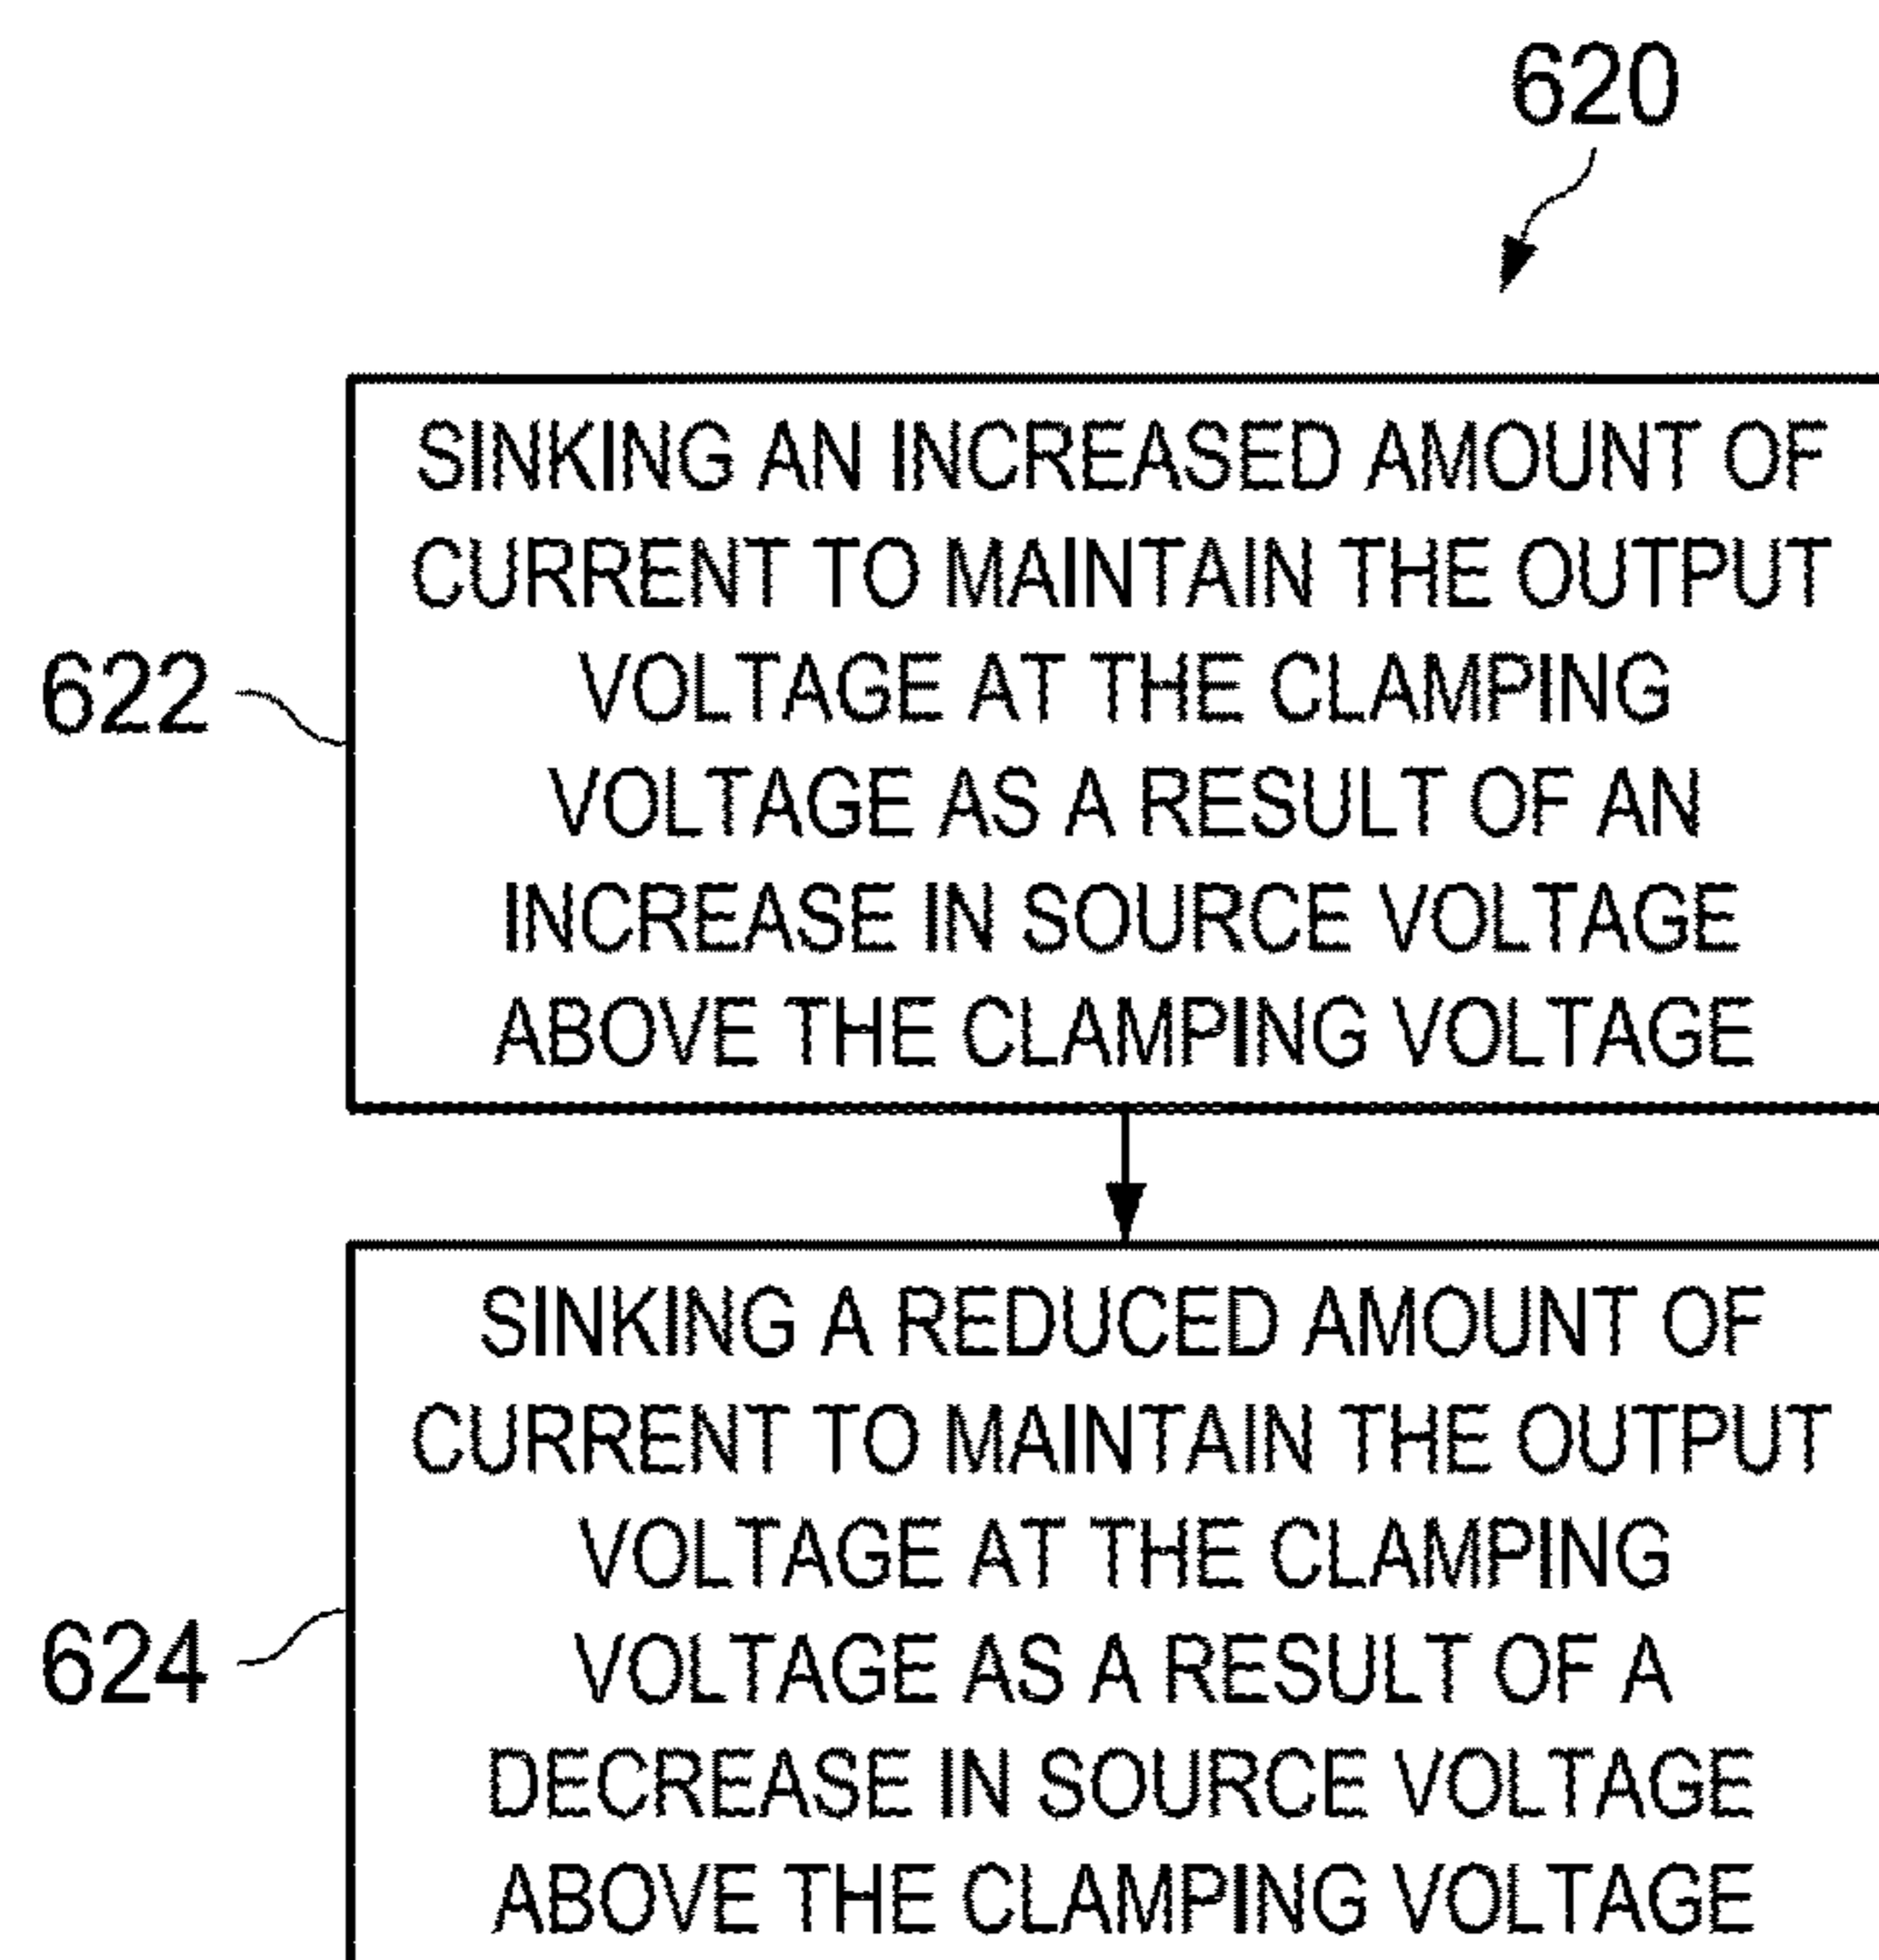 620
SINKING AN INCREASED AMOUNT OF
CURRENT TO MAINTAIN THE OUTPUT
VOLTAGE AT THE CLAMPING
VOLTAGE AS A RESULT OF AN
INCREASE IN SOURCE VOLTAGE
ABOVE THE CLAMPING VOLTAGE
622
SINKING A REDUCED AMOUNT OF
CURRENT TO MAINTAIN THE OUTPUT
VOLTAGE AT THE CLAMPING
VOLTAGE AS A RESULT OF A
DECREASE IN SOURCE VOLTAGE
ABOVE THE CLAMPING VOLTAGE
624